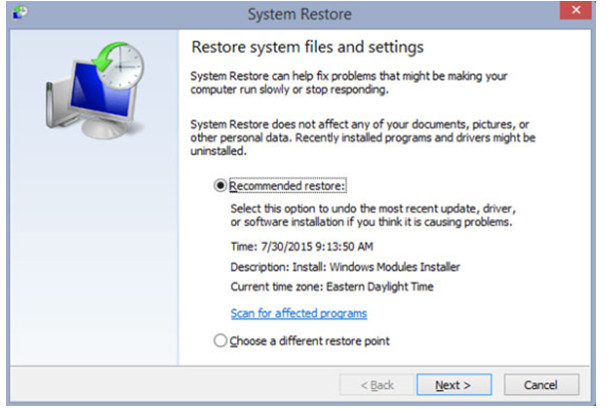 System Restore
Restore system files and settings
System Restore can help fix problems that might be making your
computer run slowly or stop responding.
System Restore does not affect any of your documents, pictures, or
other personal data. Recently installed programs and drivers might be
uninstalled.
Recommended restore:
Select this option to undo the most recent update, driver,
or software installation if you think it is causing problems.
Time: 7/30/2015 9:13:50 AM
Description: Install: Windows Modules Installer
Current time zone: Eastern Daylight Time
Scan for affected programs
Choose a different restore point
< Back Next > Cancel